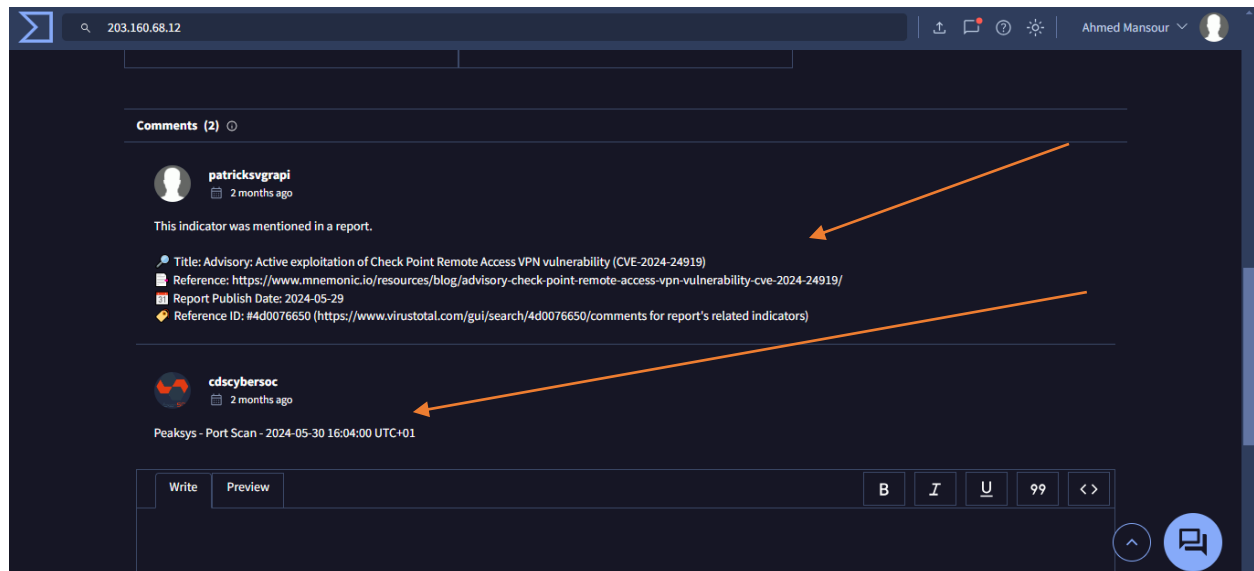 203.160.68.12
Ahmed Mansour
Comments (2)
patricksvgrapi
2 months ago
This indicator was mentioned in a report.
🔎 Title: Advisory: Active exploitation of Check Point Remote Access VPN vulnerability (CVE-2024-24919)
📑 Reference: https://www.mnemonic.io/resources/blog/advisory-check-point-remote-access-vpn-vulnerability-cve-2024-24919/
📅 Report Publish Date: 2024-05-29
🏷️ Reference ID: #4d0076650 (https://www.virustotal.com/gui/search/4d0076650/comments for report's related indicators)
cdscybersoc
2 months ago
Peaksys - Port Scan - 2024-05-30 16:04:00 UTC+01
Write Preview B I U 99 <>